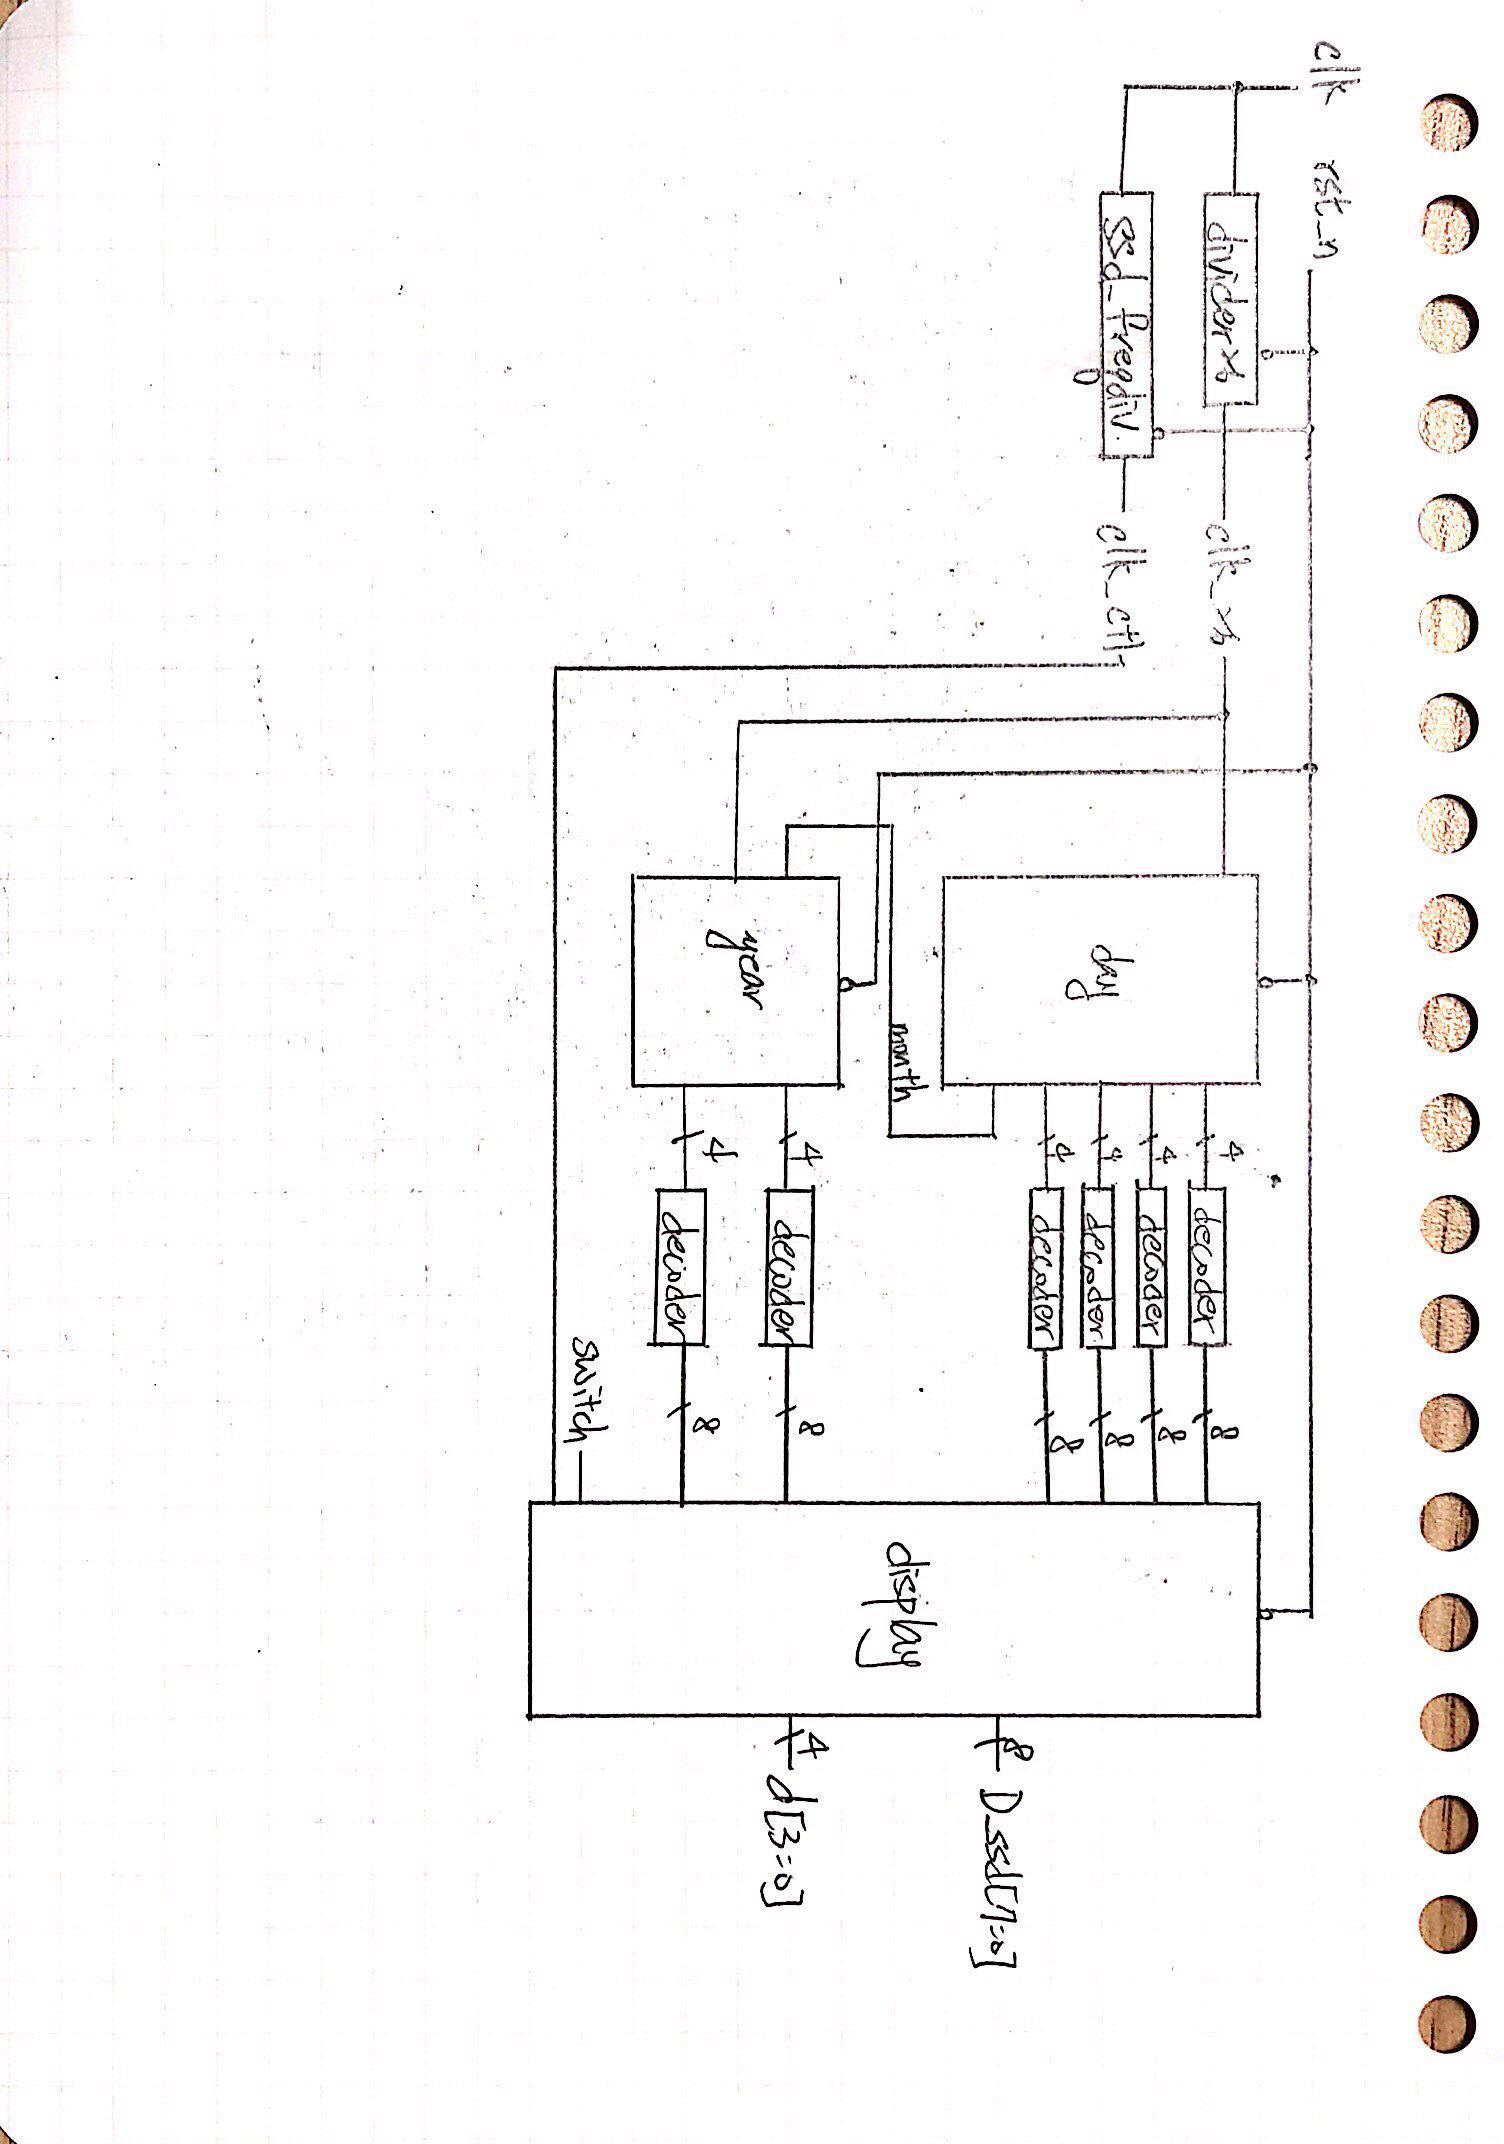 clk
rst_n
divider
ssd_freqdiv.
clk_
clk_ctl
day
year
month
4
4
4
4
4
4
decoder
decoder
decoder
decoder
decoder
decoder
8
8
8
8
8
8
switch
display
8
D_ssd[7=0]
4
d[3=0]